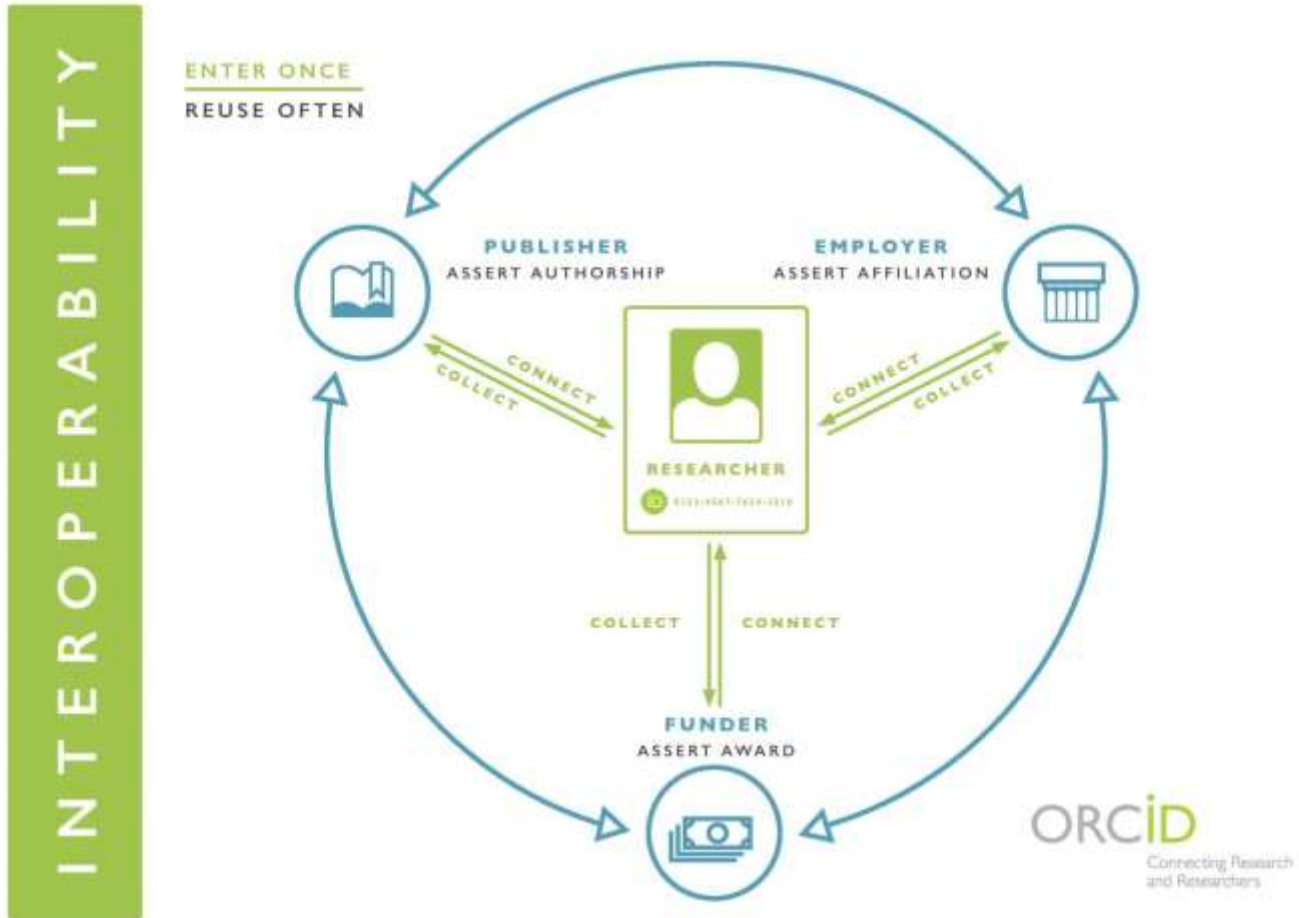 INTEROPERABILITY
ENTER ONCE
REUSE OFTEN
PUBLISHER
ASSERT AUTHORSHIP
EMPLOYER
ASSERT AFFILIATION
CONNECT
COLLECT
CONNECT
COLLECT
RESEARCHER
iD
COLLECT
CONNECT
FUNDER
ASSERT AWARD
ORCiD
Connecting Research
and Researchers